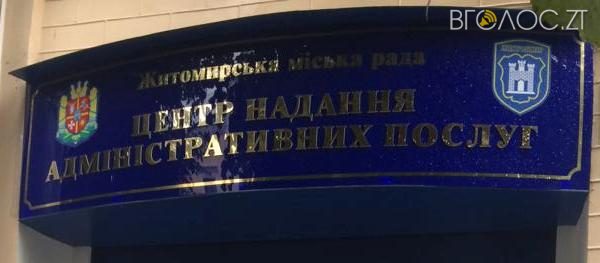 ВГОЛОС.ZT
Житомирська міська рада
ЦЕНТР НАДАННЯ
АДМІНІСТРАТИВНИХ ПОСЛУГ